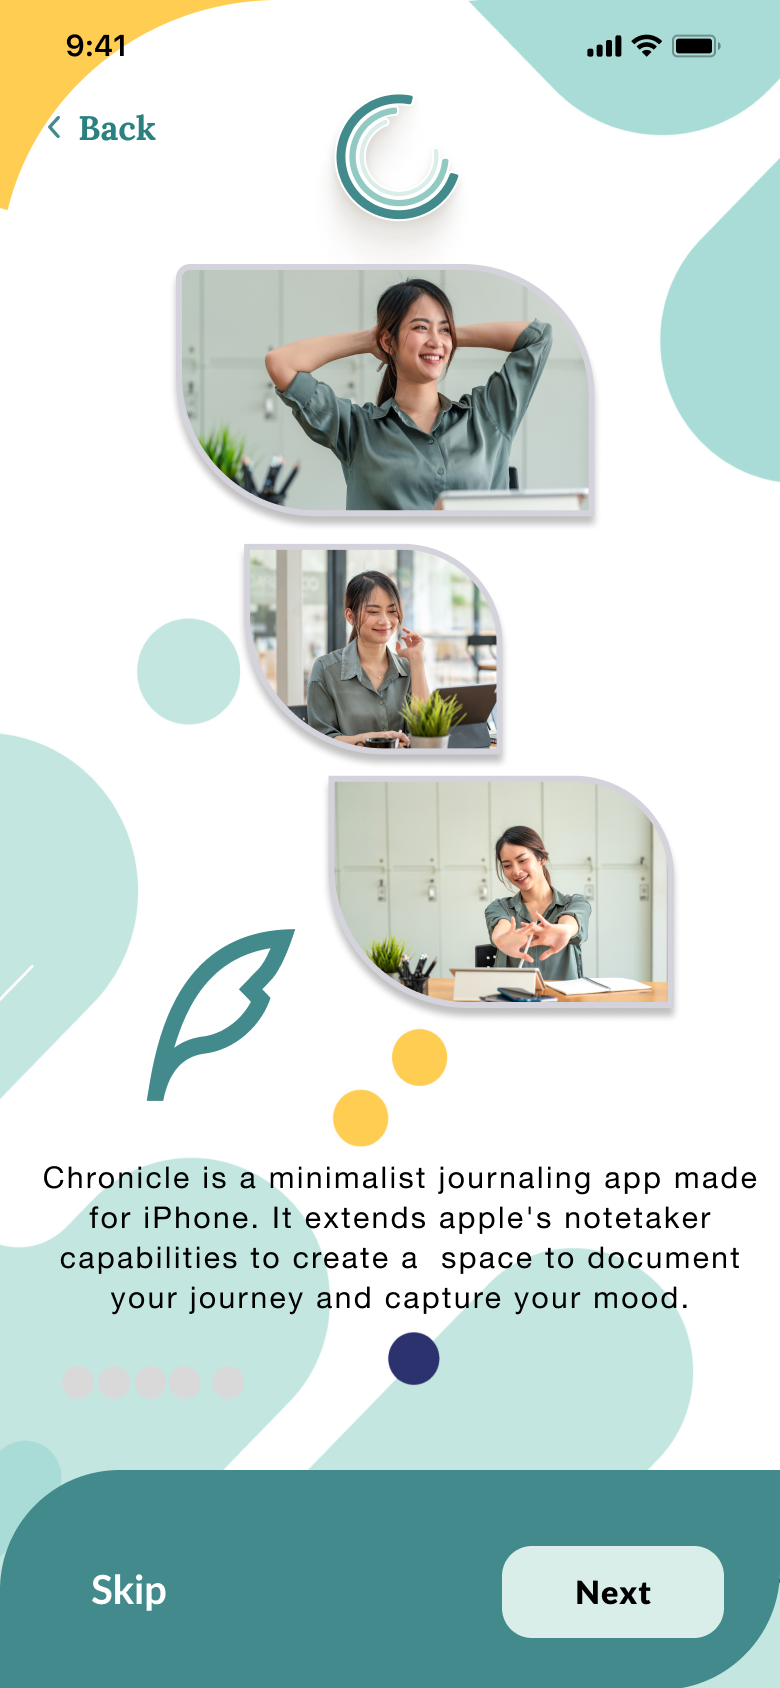 9:41
Back
Chronicle is a minimalist journaling app made
for iPhone. It extends apple's notetaker
capabilities to create a  space to document
your journey and capture your mood.
Skip
Next